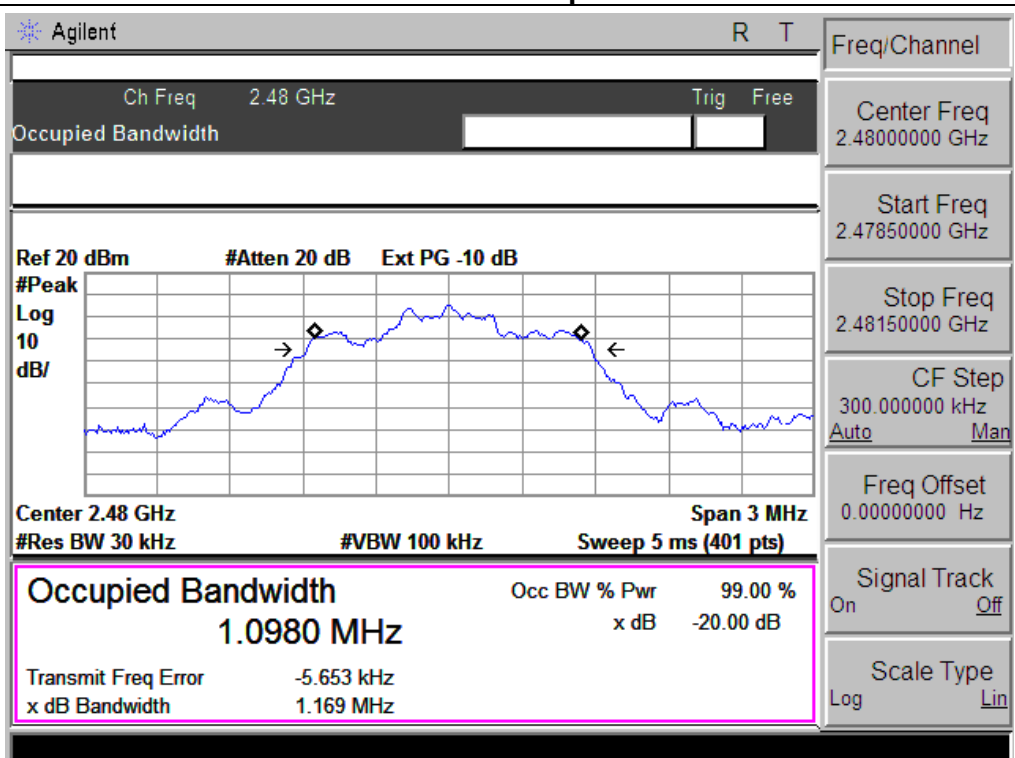 Agilent R T
Freq/Channel
Ch Freq 2.48 GHz Trig Free
Occupied Bandwidth
Center Freq
2.48000000 GHz
Start Freq
2.47850000 GHz
Stop Freq
2.48150000 GHz
CF Step
300.000000 kHz
Auto Man
Freq Offset
0.00000000 Hz
Signal Track
On Off
Scale Type
Log Lin
Ref 20 dBm #Atten 20 dB Ext PG -10 dB
#Peak
Log
10
dB/
Center 2.48 GHz Span 3 MHz
#Res BW 30 kHz #VBW 100 kHz Sweep 5 ms (401 pts)
Occupied Bandwidth Occ BW % Pwr 99.00 %
1.0980 MHz x dB -20.00 dB
Transmit Freq Error -5.653 kHz
x dB Bandwidth 1.169 MHz